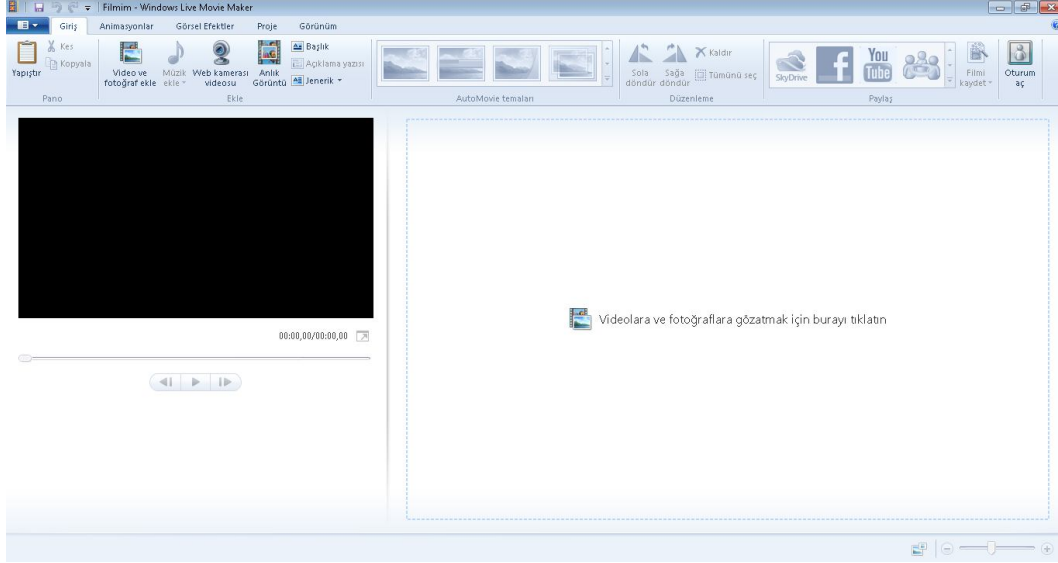 Filmim - Windows Live Movie Maker
Giriş Animasyonlar Görsel Efektler Proje Görünüm
Yapıştır
Kes
Kopyala
Pano
Video ve
fotoğraf ekle
Müzik
ekle
Web kamerası
videosu
Anlık
Görüntü
Başlık
Açıklama yazısı
Jenerik
Ekle
AutoMovie temaları
Sola
döndür
Sağa
döndür
Kaldır
Tümünü seç
Düzenleme
SkyDrive
f
You
Tube
Paylaş
Filmi
kaydet
Oturum
aç
00:00,00/00:00,00
Videolara ve fotoğraflara gözatmak için burayı tıklatın